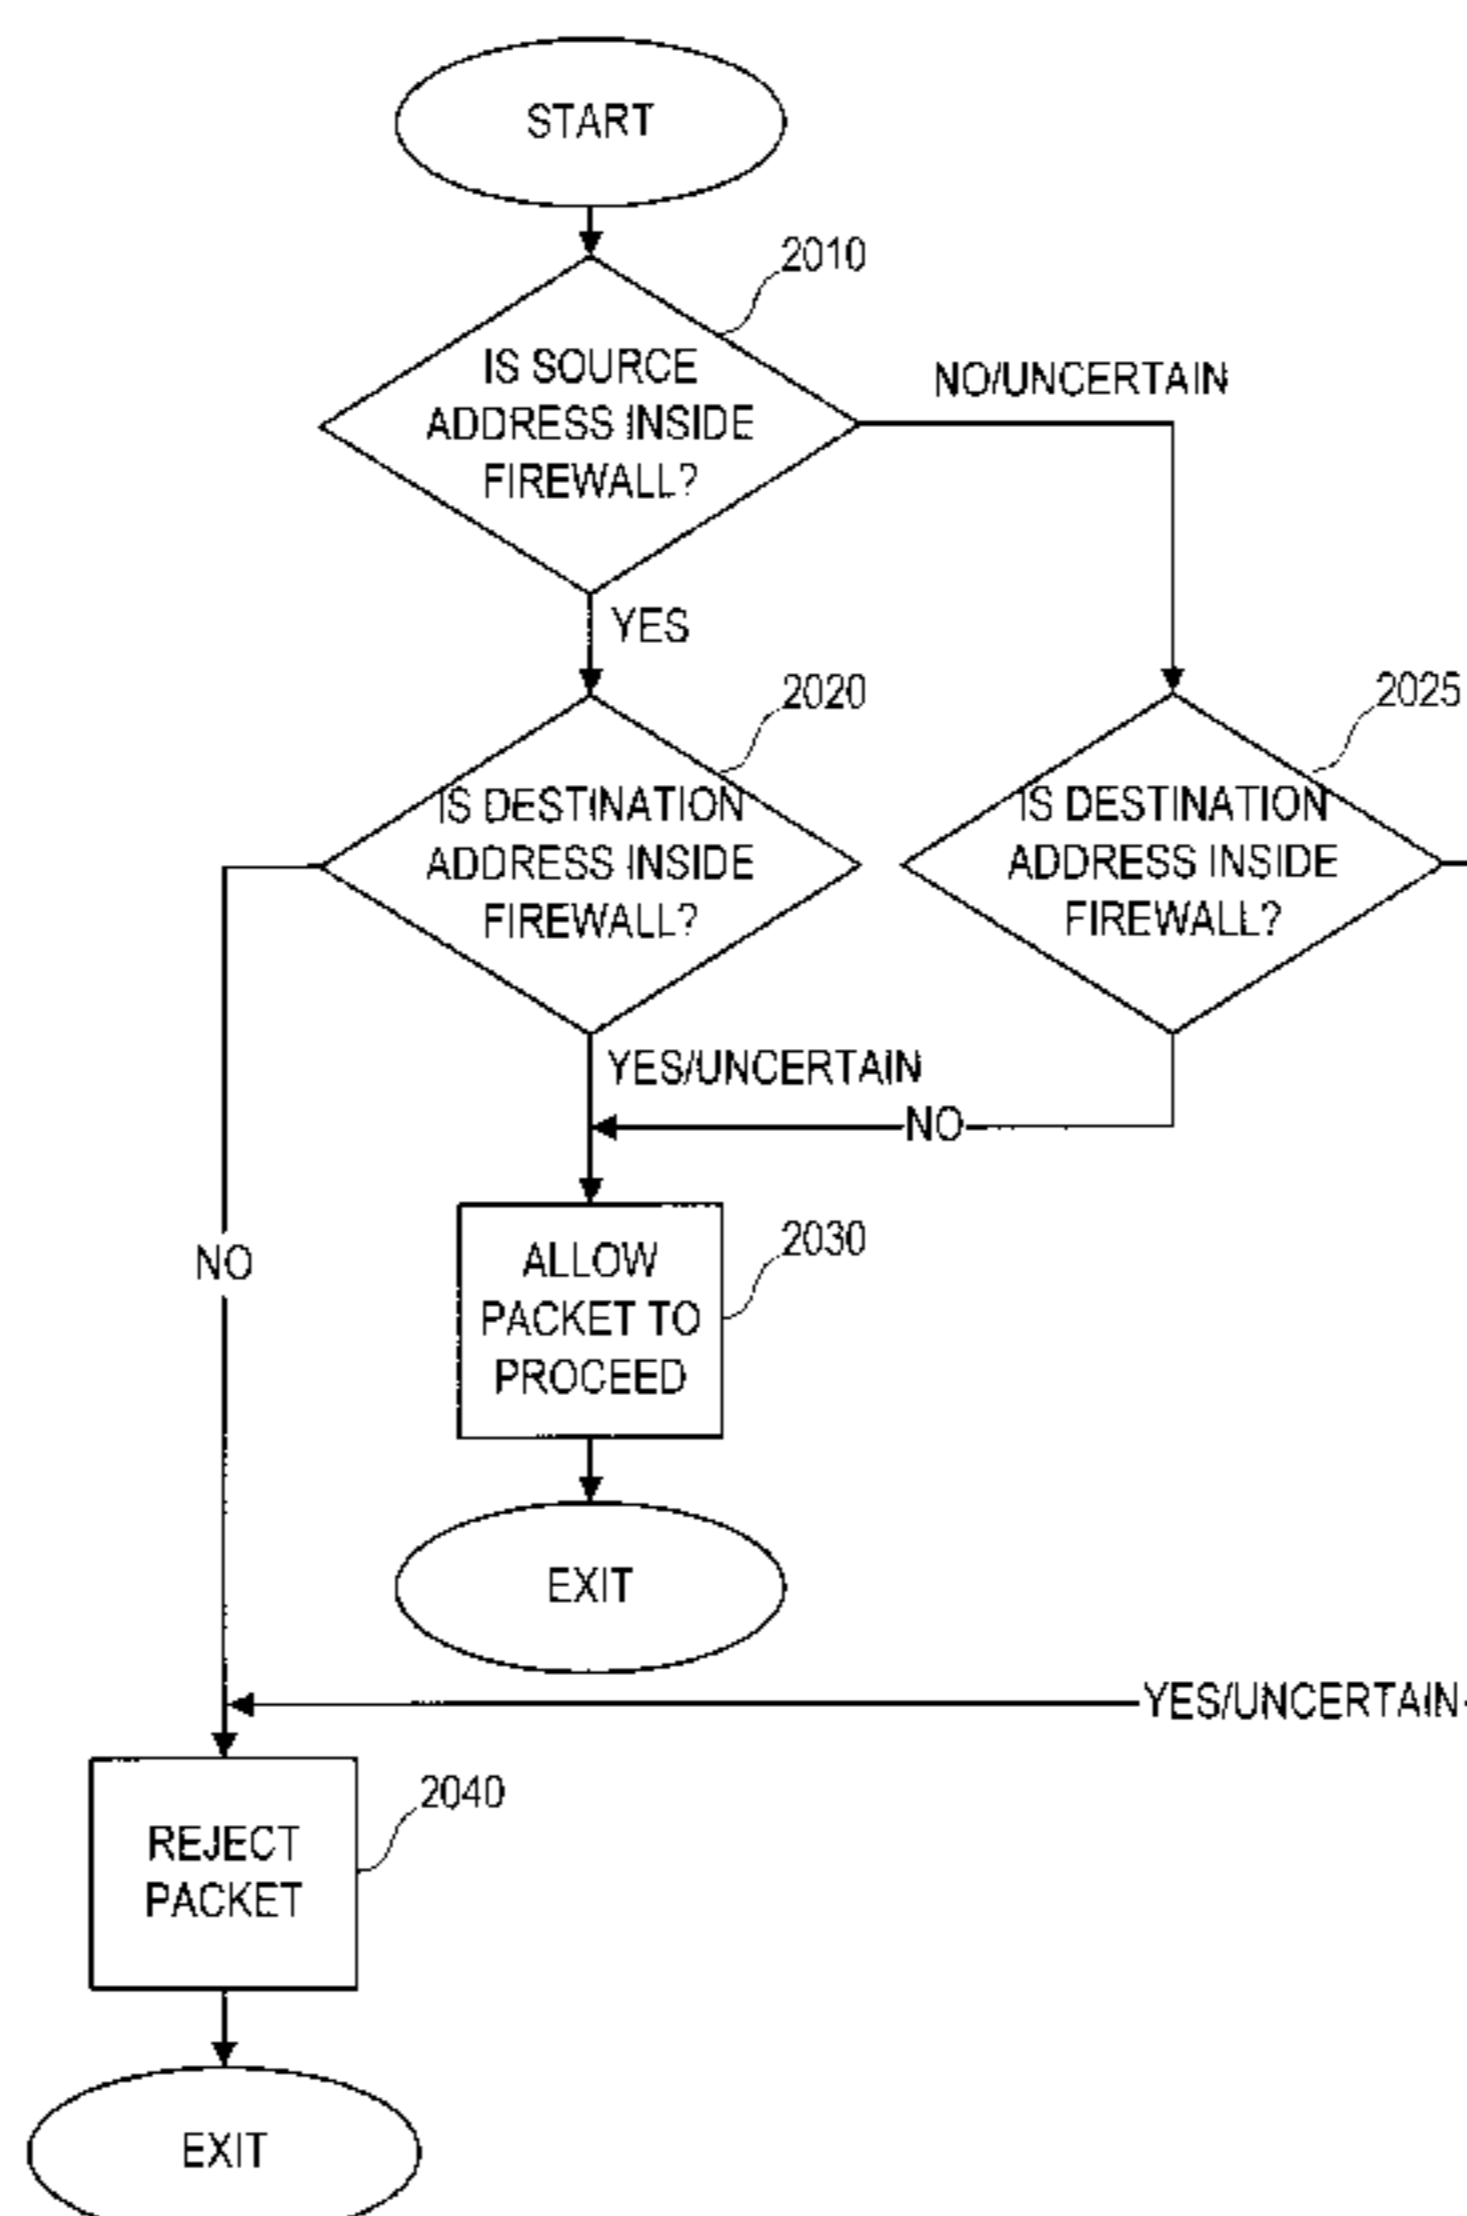 START
2010
IS SOURCE
ADDRESS INSIDE
FIREWALL?
NO/UNCERTAIN
YES
2020
IS DESTINATION
ADDRESS INSIDE
FIREWALL?
2025
IS DESTINATION
ADDRESS INSIDE
FIREWALL?
YES/UNCERTAIN
NO
NO
2030
ALLOW
PACKET TO
PROCEED
EXIT
YES/UNCERTAIN
2040
REJECT
PACKET
EXIT